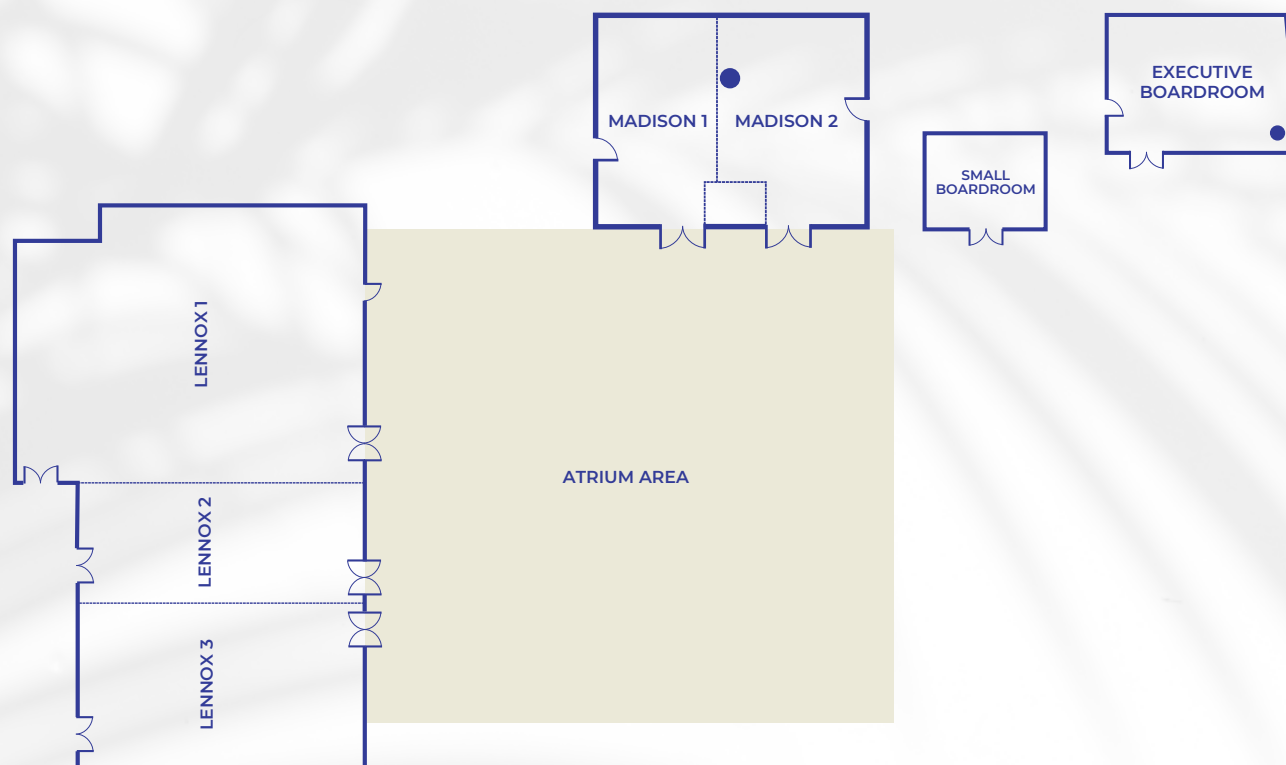 EXECUTIVE
BOARDROOM
MADISON 1
MADISON 2
SMALL
BOARDROOM
LENNOX 1
ATRIUM AREA
LENNOX 2
LENNOX 3